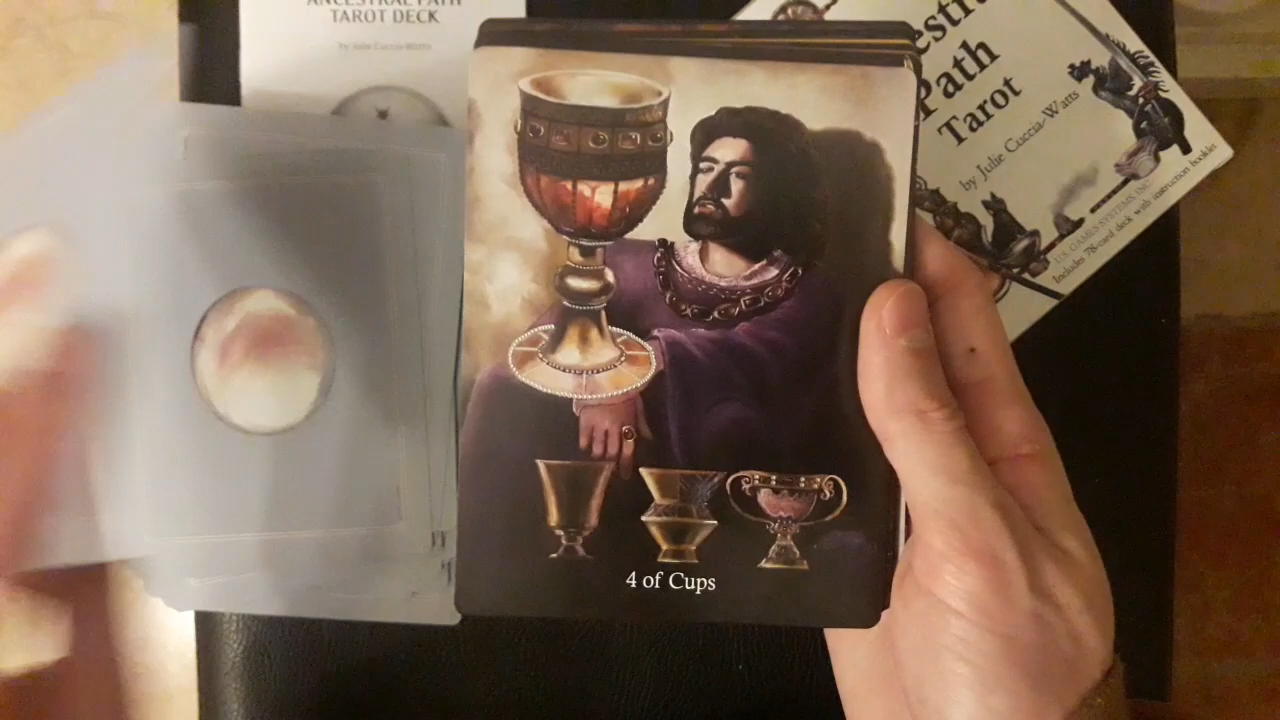 ANCESTRAL PATH
TAROT DECK
by Julie Cuccia-Watts
estral
Path
Tarot
by Julie Cuccia-Watts
U.S. GAMES SYSTEMS, INC.
Includes 78-card deck with instruction booklet
4 of Cups